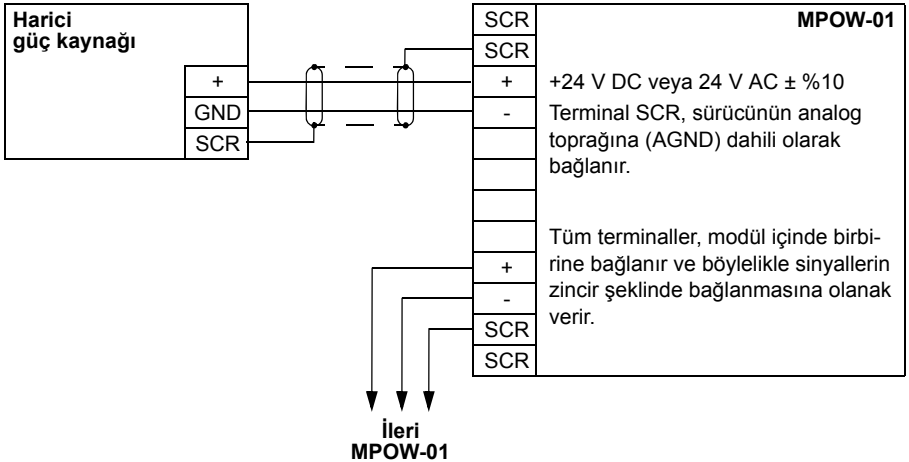 Harici
güç kaynağı
+
GND
SCR
SCR
SCR
+
-
+
-
SCR
SCR
MPOW-01
+24 V DC veya 24 V AC ± %10
Terminal SCR, sürücünün analog
toprağına (AGND) dahili olarak
bağlanır.
Tüm terminaller, modül içinde birbi-
rine bağlanır ve böylelikle sinyallerin
zincir şeklinde bağlanmasına olanak
verir.
İleri
MPOW-01